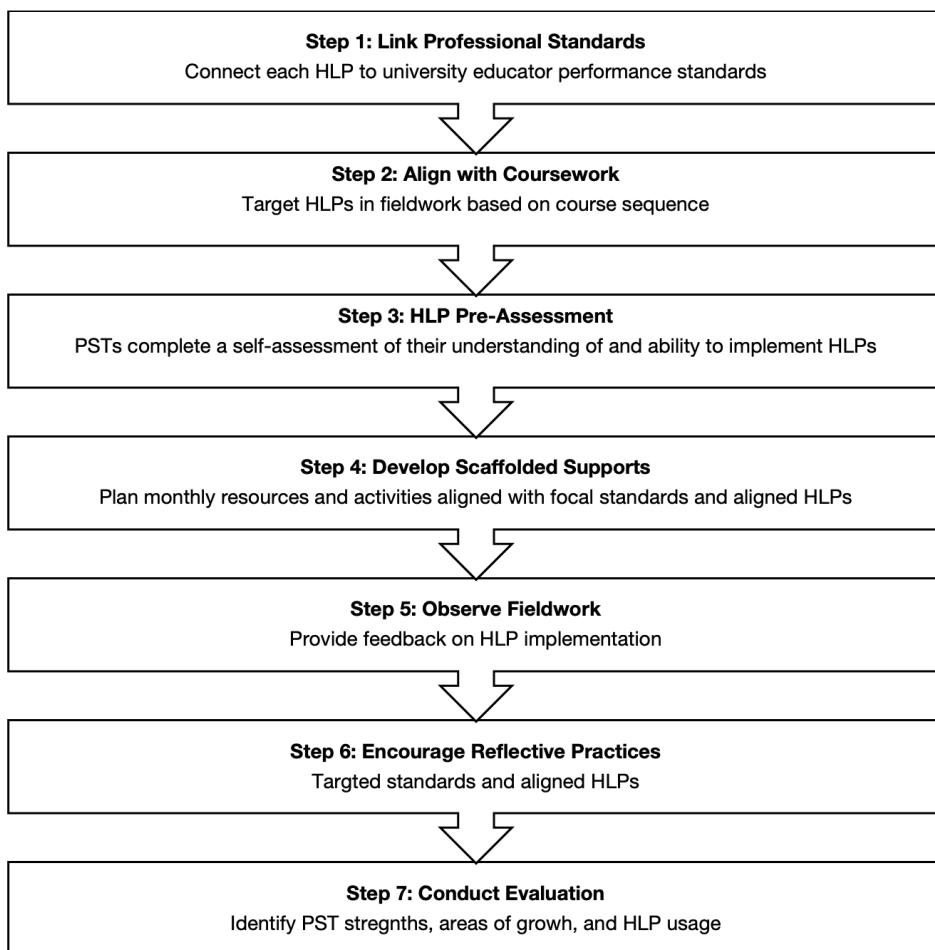 Step 1: Link Professional Standards
Connect each HLP to university educator performance standards
Step 2: Align with Coursework
Target HLPs in fieldwork based on course sequence
Step 3: HLP Pre-Assessment
PSTs complete a self-assessment of their understanding of and ability to implement HLPs
Step 4: Develop Scaffolded Supports
Plan monthly resources and activities aligned with focal standards and aligned HLPs
Step 5: Observe Fieldwork
Provide feedback on HLP implementation
Step 6: Encourage Reflective Practices
Targted standards and aligned HLPs
Step 7: Conduct Evaluation
Identify PST stregnths, areas of growth, and HLP usage